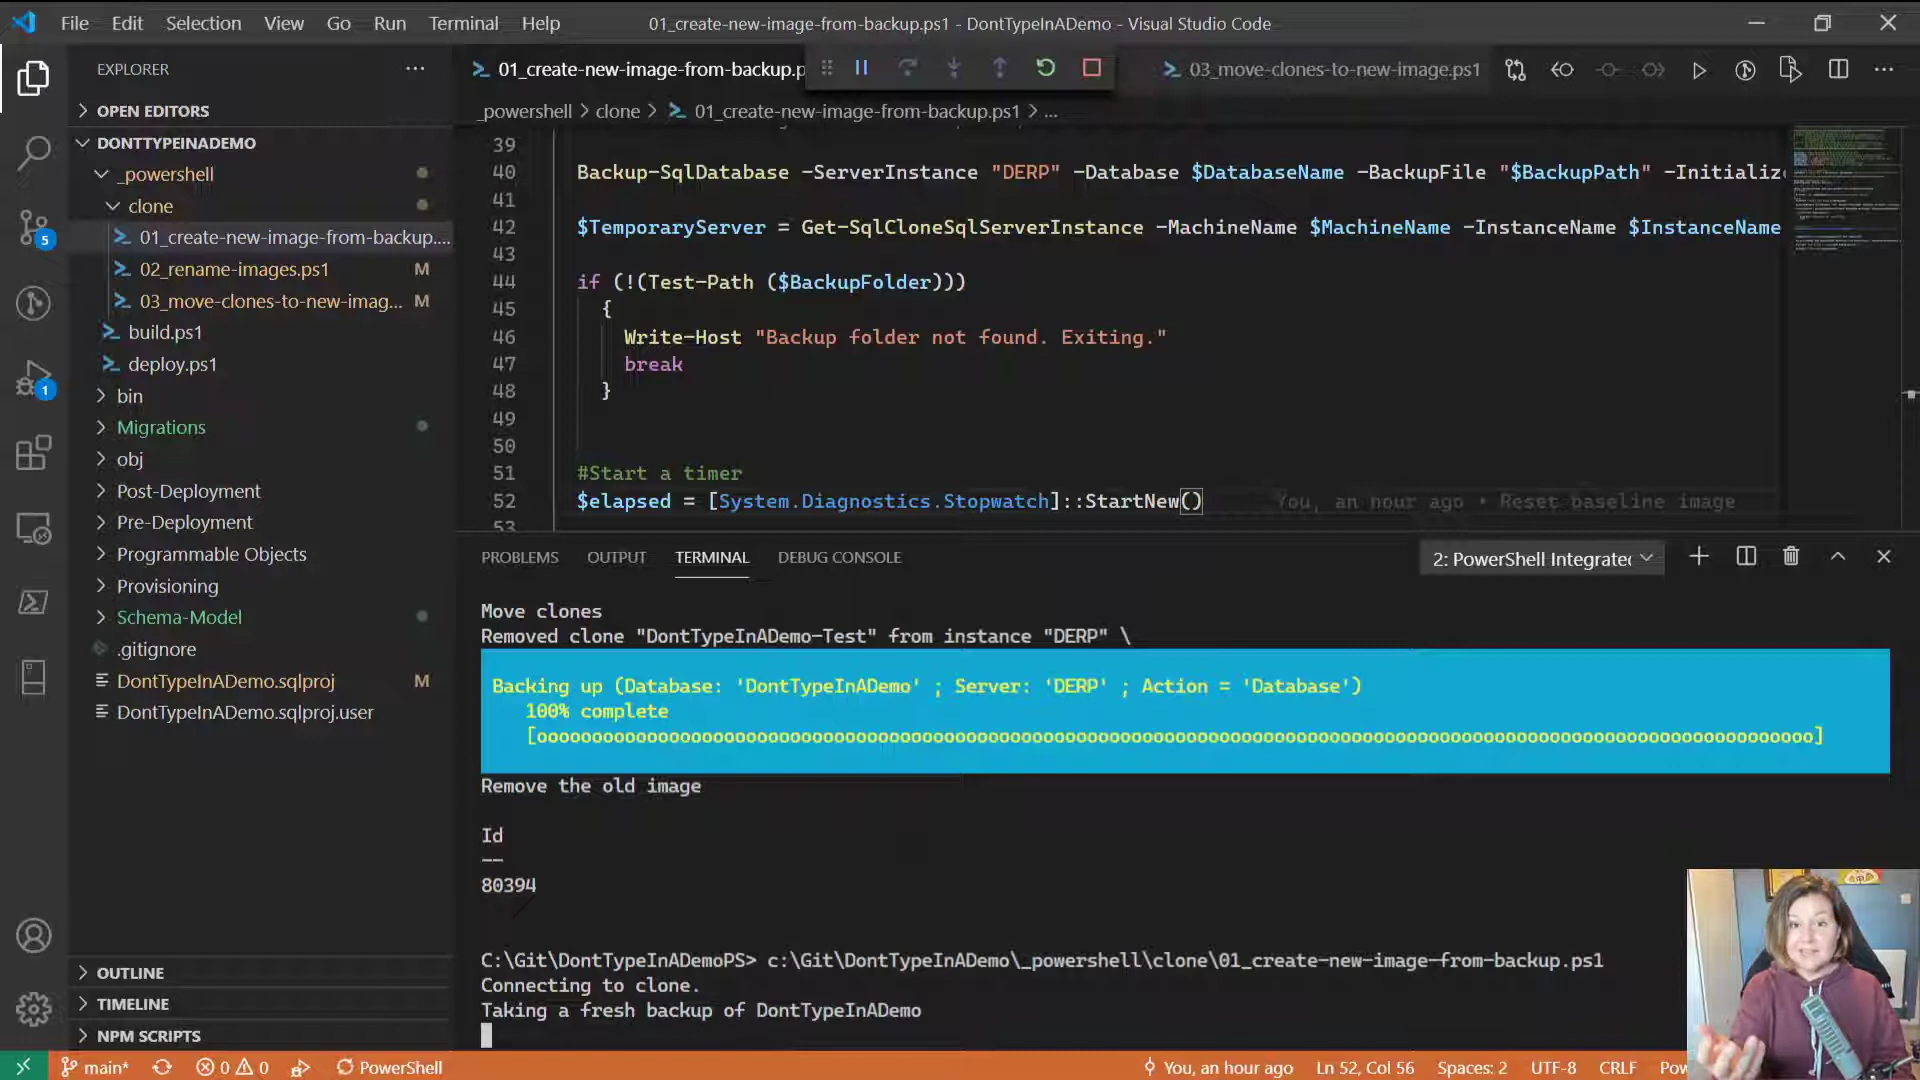 File Edit Selection View Go Run Terminal Help
01_create-new-image-from-backup.ps1 - DontTypeInADemo - Visual Studio Code
EXPLORER
OPEN EDITORS
DONTTYPEINADEMO
_powershell
clone
01_create-new-image-from-backup....
02_rename-images.ps1 M
03_move-clones-to-new-imag... M
build.ps1
deploy.ps1
bin
Migrations
obj
Post-Deployment
Pre-Deployment
Programmable Objects
Provisioning
Schema-Model
.gitignore
DontTypeInADemo.sqlproj M
DontTypeInADemo.sqlproj.user
OUTLINE
TIMELINE
NPM SCRIPTS
5
1
01_create-new-image-from-backup.p
03_move-clones-to-new-image.ps1
_powershell > clone > 01_create-new-image-from-backup.ps1 > ...
39
40 Backup-SqlDatabase -ServerInstance "DERP" -Database $DatabaseName -BackupFile "$BackupPath" -Initialize
41
42 $TemporaryServer = Get-SqlCloneSqlServerInstance -MachineName $MachineName -InstanceName $InstanceName
43
44 if (!(Test-Path ($BackupFolder)))
45 {
46 Write-Host "Backup folder not found. Exiting."
47 break
48 }
49
50
51 #Start a timer
52 $elapsed = [System.Diagnostics.Stopwatch]::StartNew() You, an hour ago • Reset baseline image
53
PROBLEMS OUTPUT TERMINAL DEBUG CONSOLE
2: PowerShell Integrated
Move clones
Removed clone "DontTypeInADemo-Test" from instance "DERP" \
Backing up (Database: 'DontTypeInADemo' ; Server: 'DERP' ; Action = 'Database')
100% complete
[oooooooooooooooooooooooooooooooooooooooooooooooooooooooooooooooooooooooooooooooooooooooooooooooooooooooooooooooooooo]
Remove the old image
Id
--
80394
C:\Git\DontTypeInADemoPS> c:\Git\DontTypeInADemo\_powershell\clone\01_create-new-image-from-backup.ps1
Connecting to clone.
Taking a fresh backup of DontTypeInADemo
main* 0 0 PowerShell
You, an hour ago Ln 52, Col 56 Spaces: 2 UTF-8 CRLF Pow